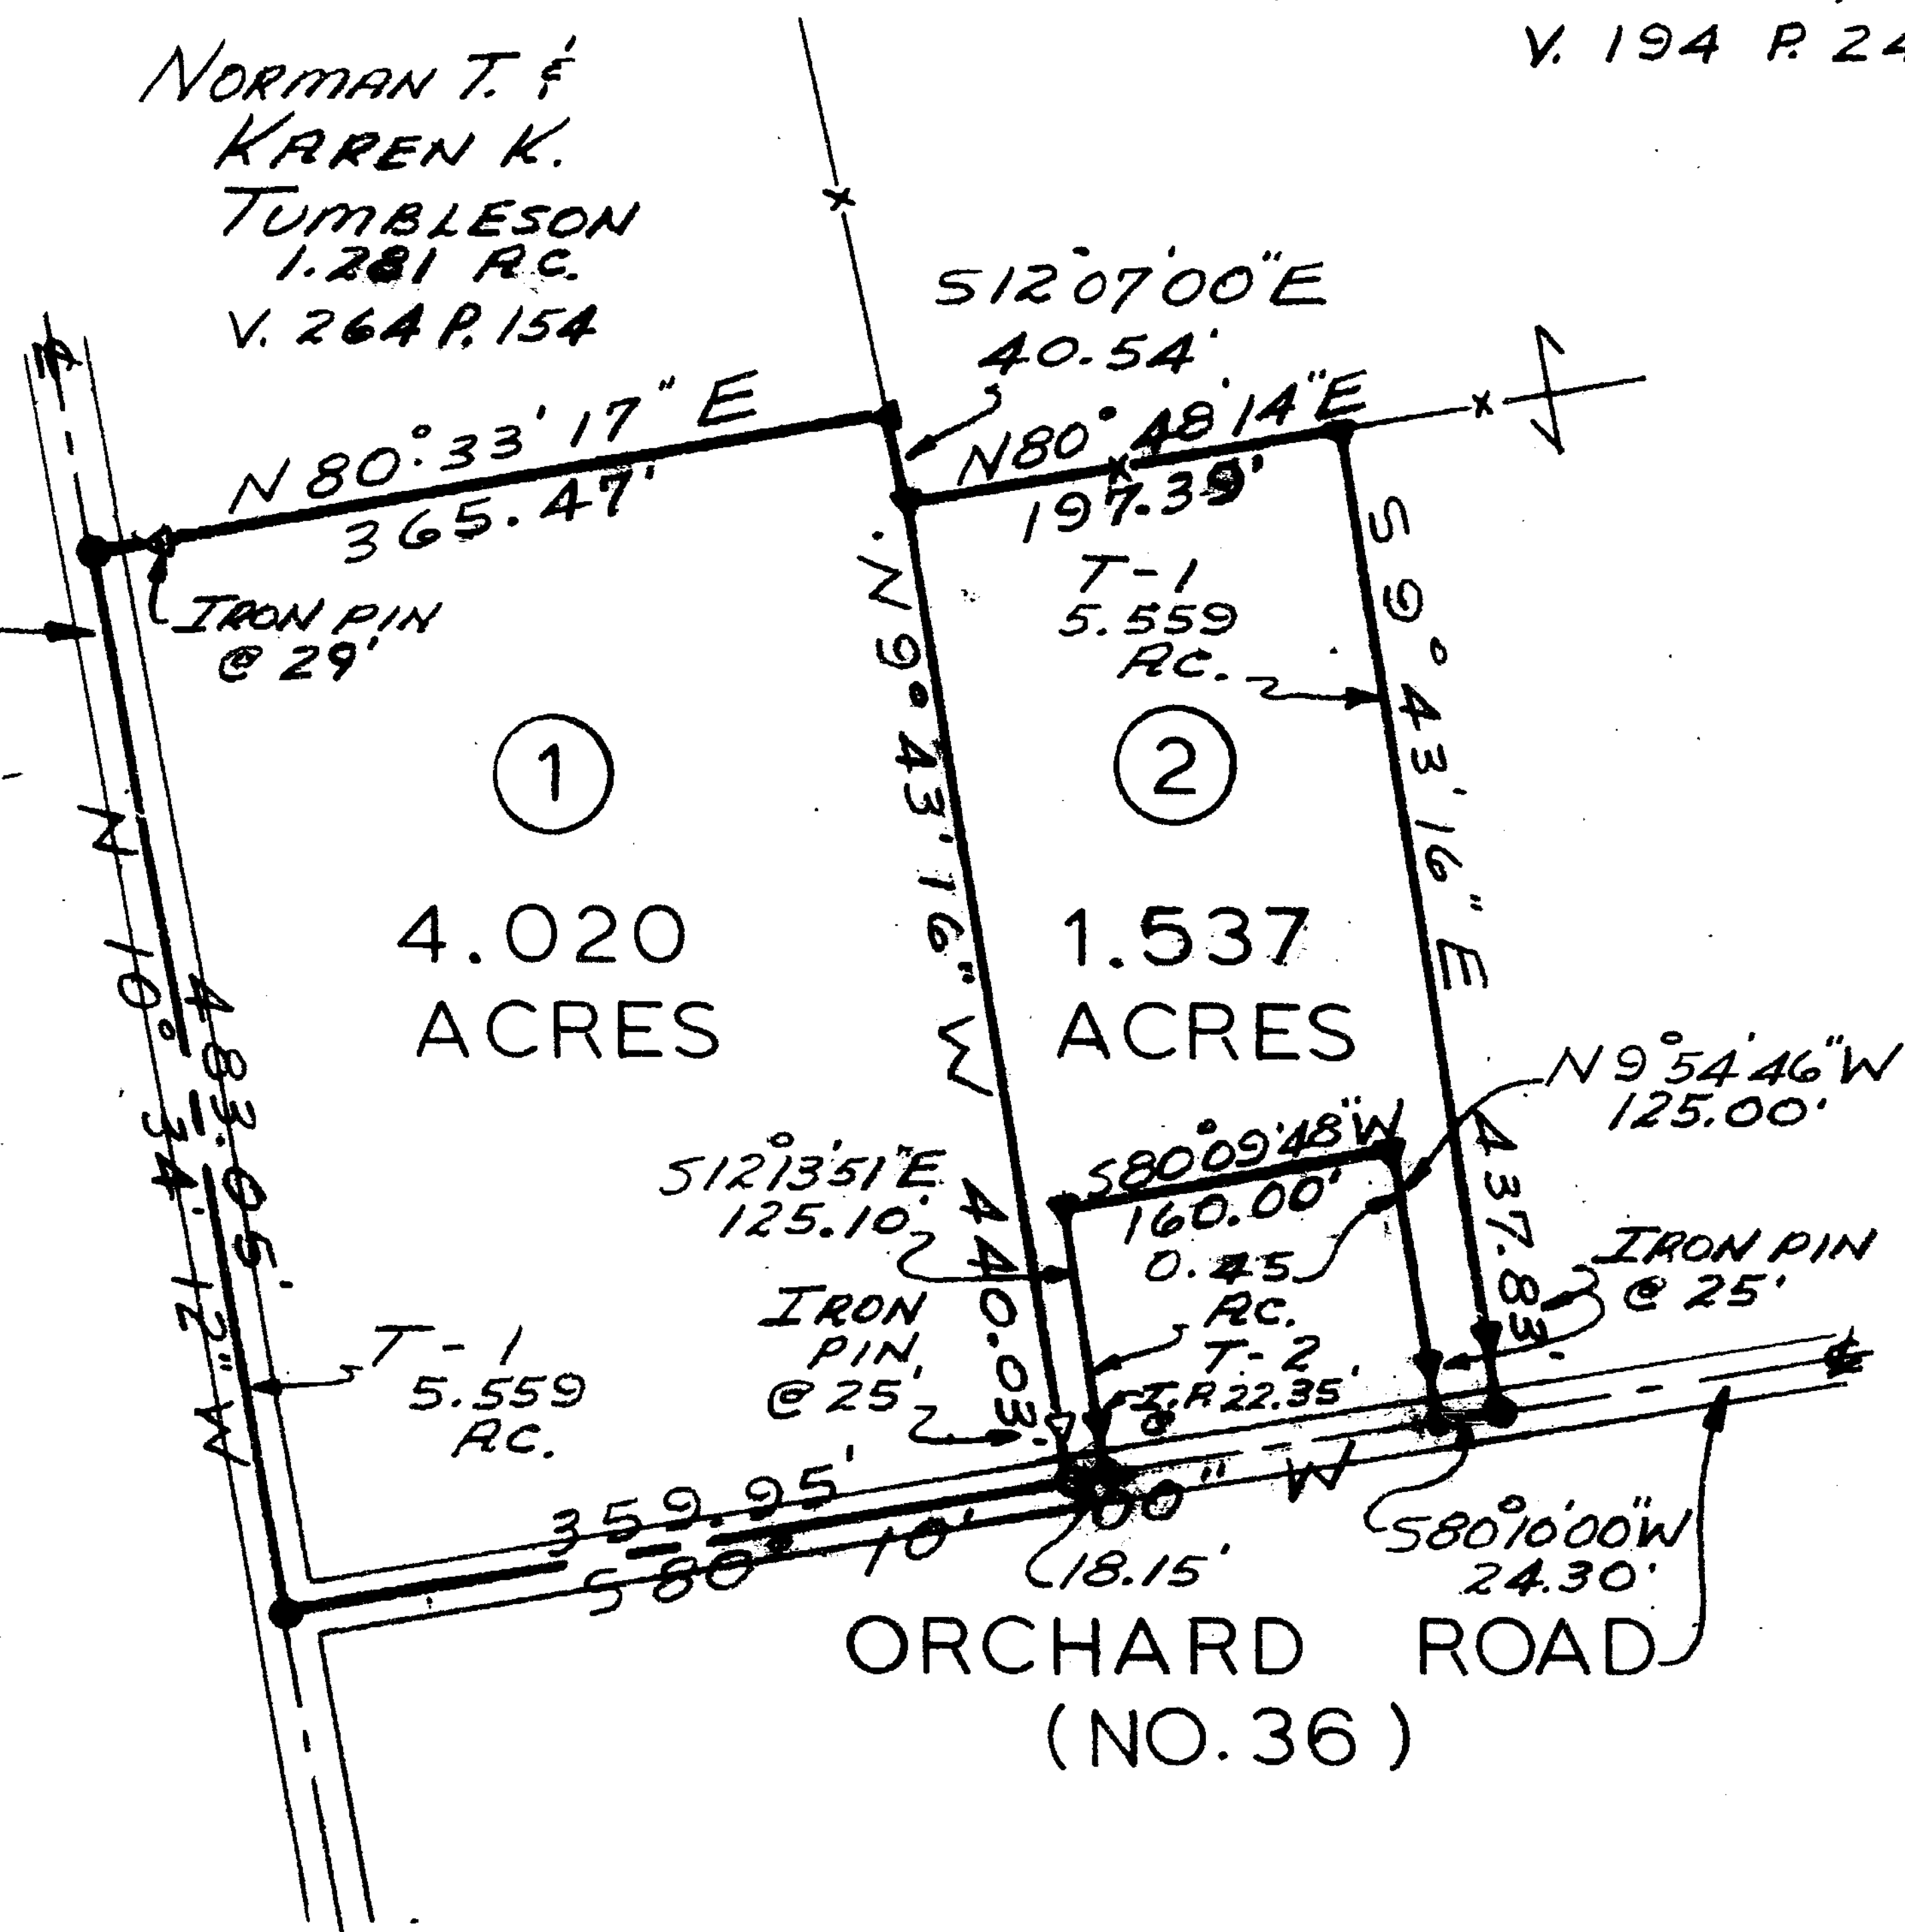 V. 194 P. 24
NORMAN T. &
KAREN K.
TUMBLESON
1.281 AC.
V. 264 P. 154
S12°07'00"E
40.54'
N80°33'17"E
365.47'
N80°48'14"E
197.39'
IRON PIN
@ 29'
T-1
5.559
AC.
S9°43'16"E
437.83'
N9°43'16"W
440.03'
1
2
4.020
ACRES
1.537
ACRES
N10°34'12"W
483.05'
N9°54'46"W
125.00'
S80°09'48"W
160.00'
S12°13'51"E
125.10'
0.45
AC.
T-2
I.P. 22.35'
IRON PIN
@ 25'
IRON
PIN
@ 25'
T-1
5.559
AC.
359.95'
S80°10'00"W
18.15'
S80°10'00"W
24.30'
ORCHARD ROAD
(NO. 36)